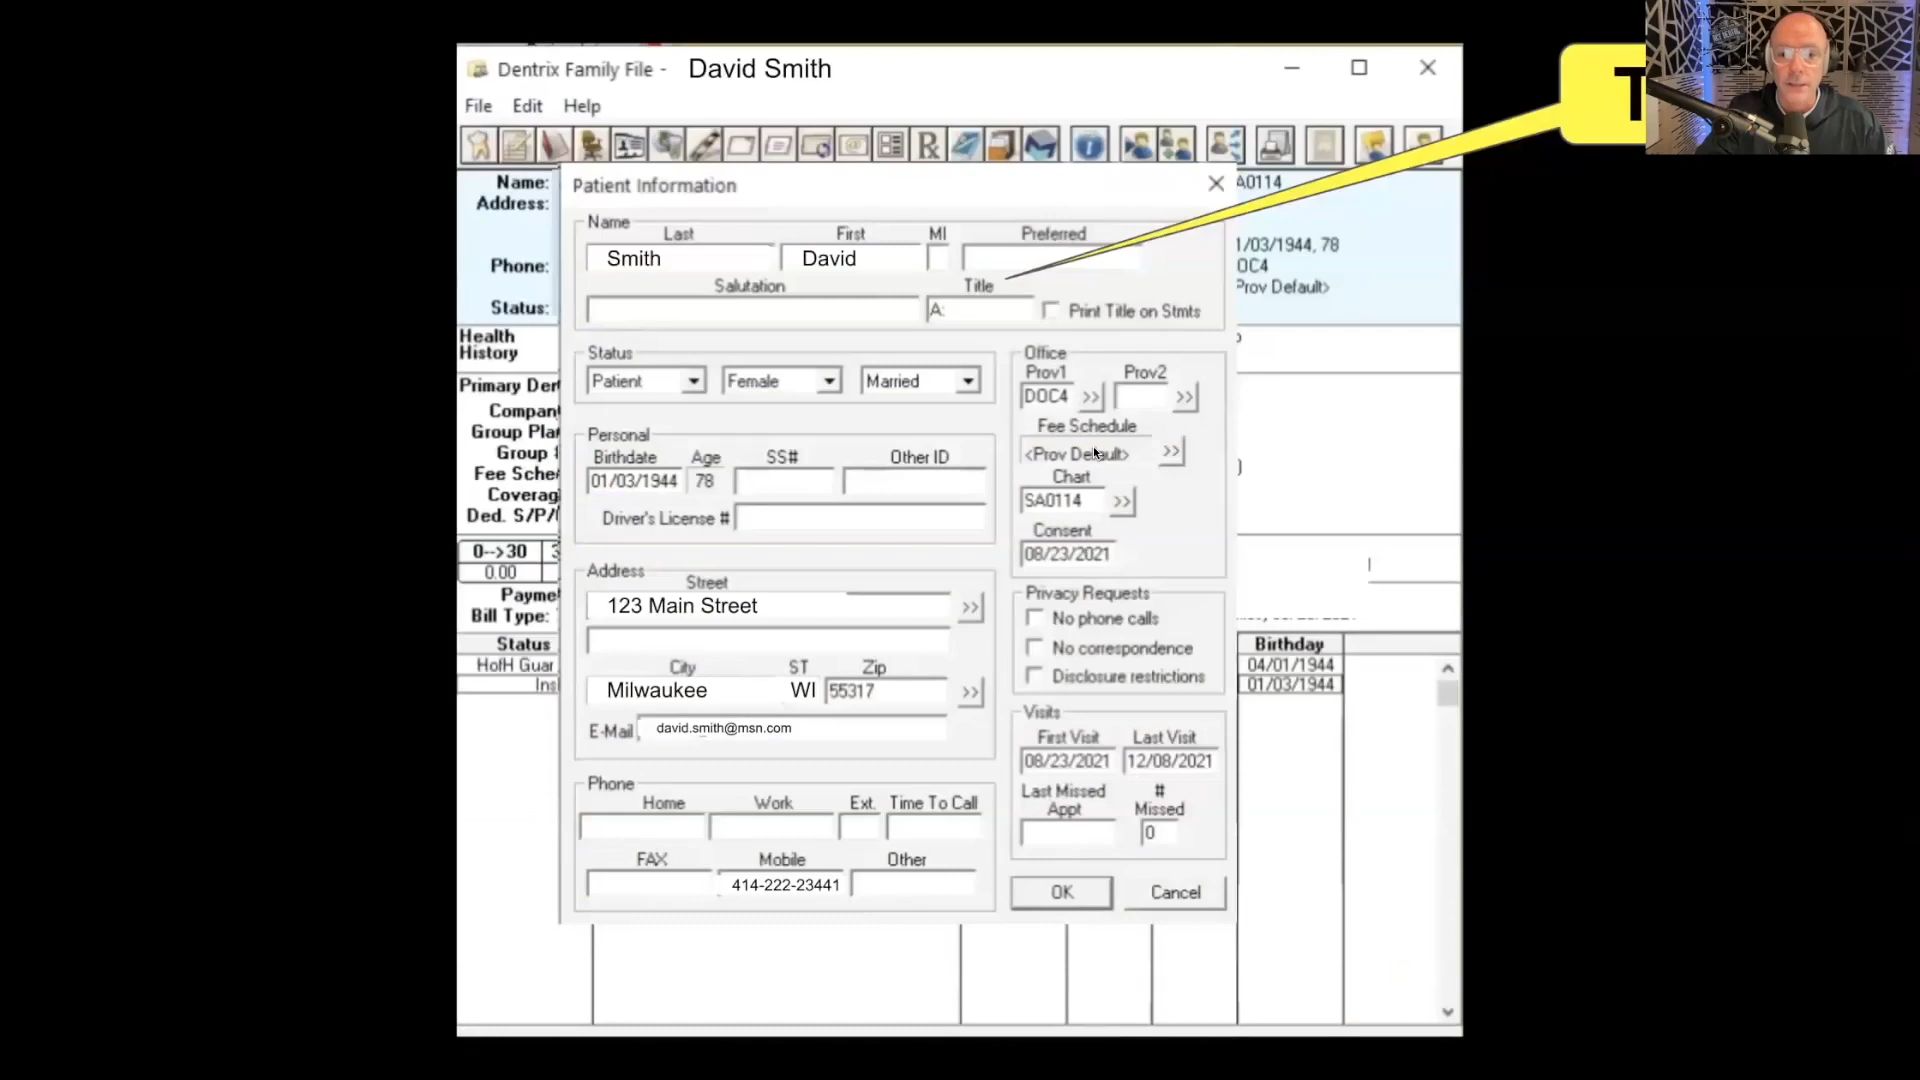 Dentrix Family File - David Smith
File Edit Help
Rx
Name:
Address:
Phone:
Status:
Health
History
Primary Der
Compan
Group Pla
Group
Fee Sche
Coverag
Ded. S/P/
0-->30
0.00
Payme
Bill Type:
Status
HofH Guar
Ins
Patient Information
Name
Last First MI Preferred
Smith David
Salutation Title
A: Print Title on Stmts
Status
Patient Female Married
Personal
Birthdate Age SS# Other ID
01/03/1944 78
Driver's License #
Address
Street
123 Main Street >>
City ST Zip
Milwaukee WI 55317 >>
E-Mail david.smith@msn.com
Phone
Home Work Ext. Time To Call
FAX Mobile Other
414-222-23441
Office
Prov1 Prov2
DOC4 >> >>
Fee Schedule
<Prov Default> >>
Chart
SA0114 >>
Consent
08/23/2021
Privacy Requests
No phone calls
No correspondence
Disclosure restrictions
Visits
First Visit Last Visit
08/23/2021 12/08/2021
Last Missed #
Appt Missed
0
OK Cancel
A0114
1/03/1944, 78
OC4
Prov Default>
Birthday
04/01/1944
01/03/1944
T